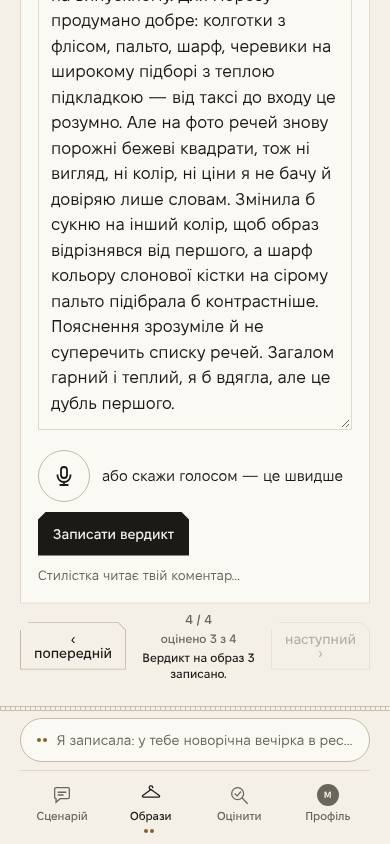 на випускному. Для морозу
продумано добре: колготки з
флісом, пальто, шарф, черевики на
широкому підборі з теплою
підкладкою — від таксі до входу це
розумно. Але на фото речей знову
порожні бежеві квадрати, тож ні
вигляд, ні колір, ні ціни я не бачу й
довіряю лише словам. Змінила б
сукню на інший колір, щоб образ
відрізнявся від першого, а шарф
кольору слонової кістки на сірому
пальто підібрала б контрастніше.
Пояснення зрозуміле й не
суперечить списку речей. Загалом
гарний і теплий, я б вдягла, але це
дубль першого.
або скажи голосом — це швидше
Записати вердикт
Стилістка читає твій коментар…
‹
попередній
4 / 4
оцінено 3 з 4
Вердикт на образ 3
записано.
наступний
›
Я записала: у тебе новорічна вечірка в рес…
Сценарій
Образи
Оцінити
М
Профіль